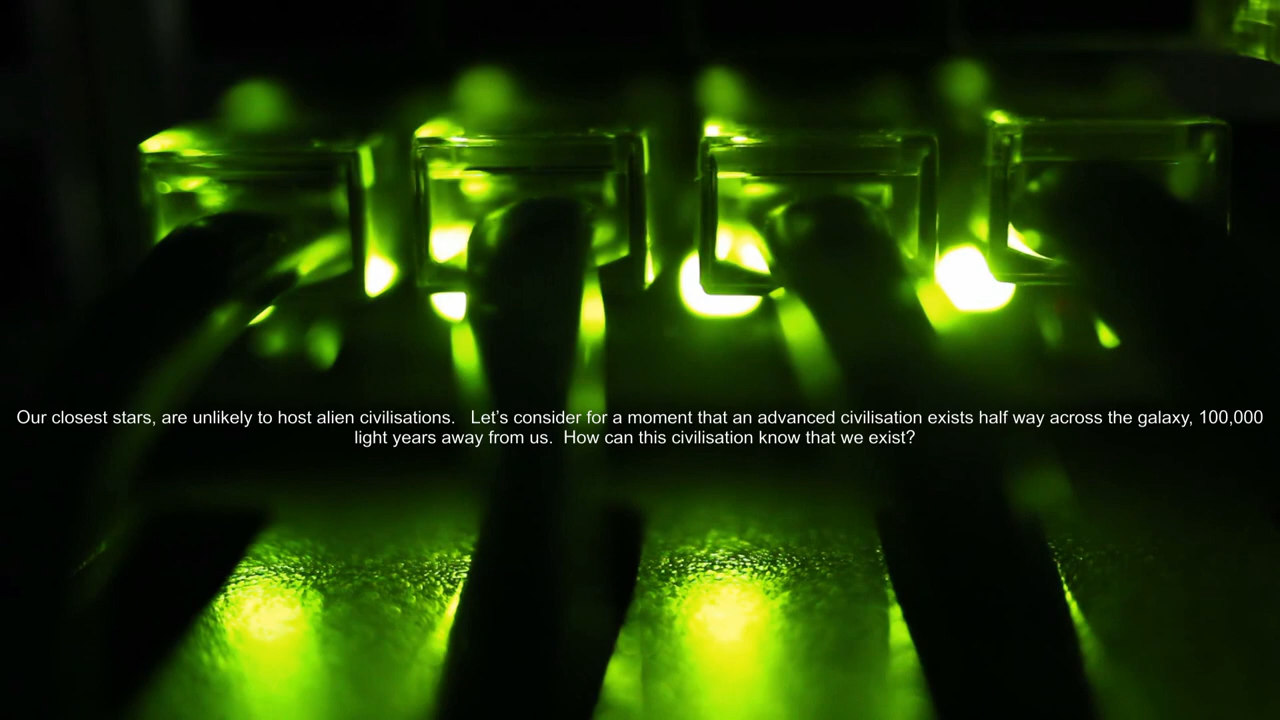 Our closest stars, are unlikely to host alien civilisations.   Let’s consider for a moment that an advanced civilisation exists half way across the galaxy, 100,000
light years away from us.  How can this civilisation know that we exist?